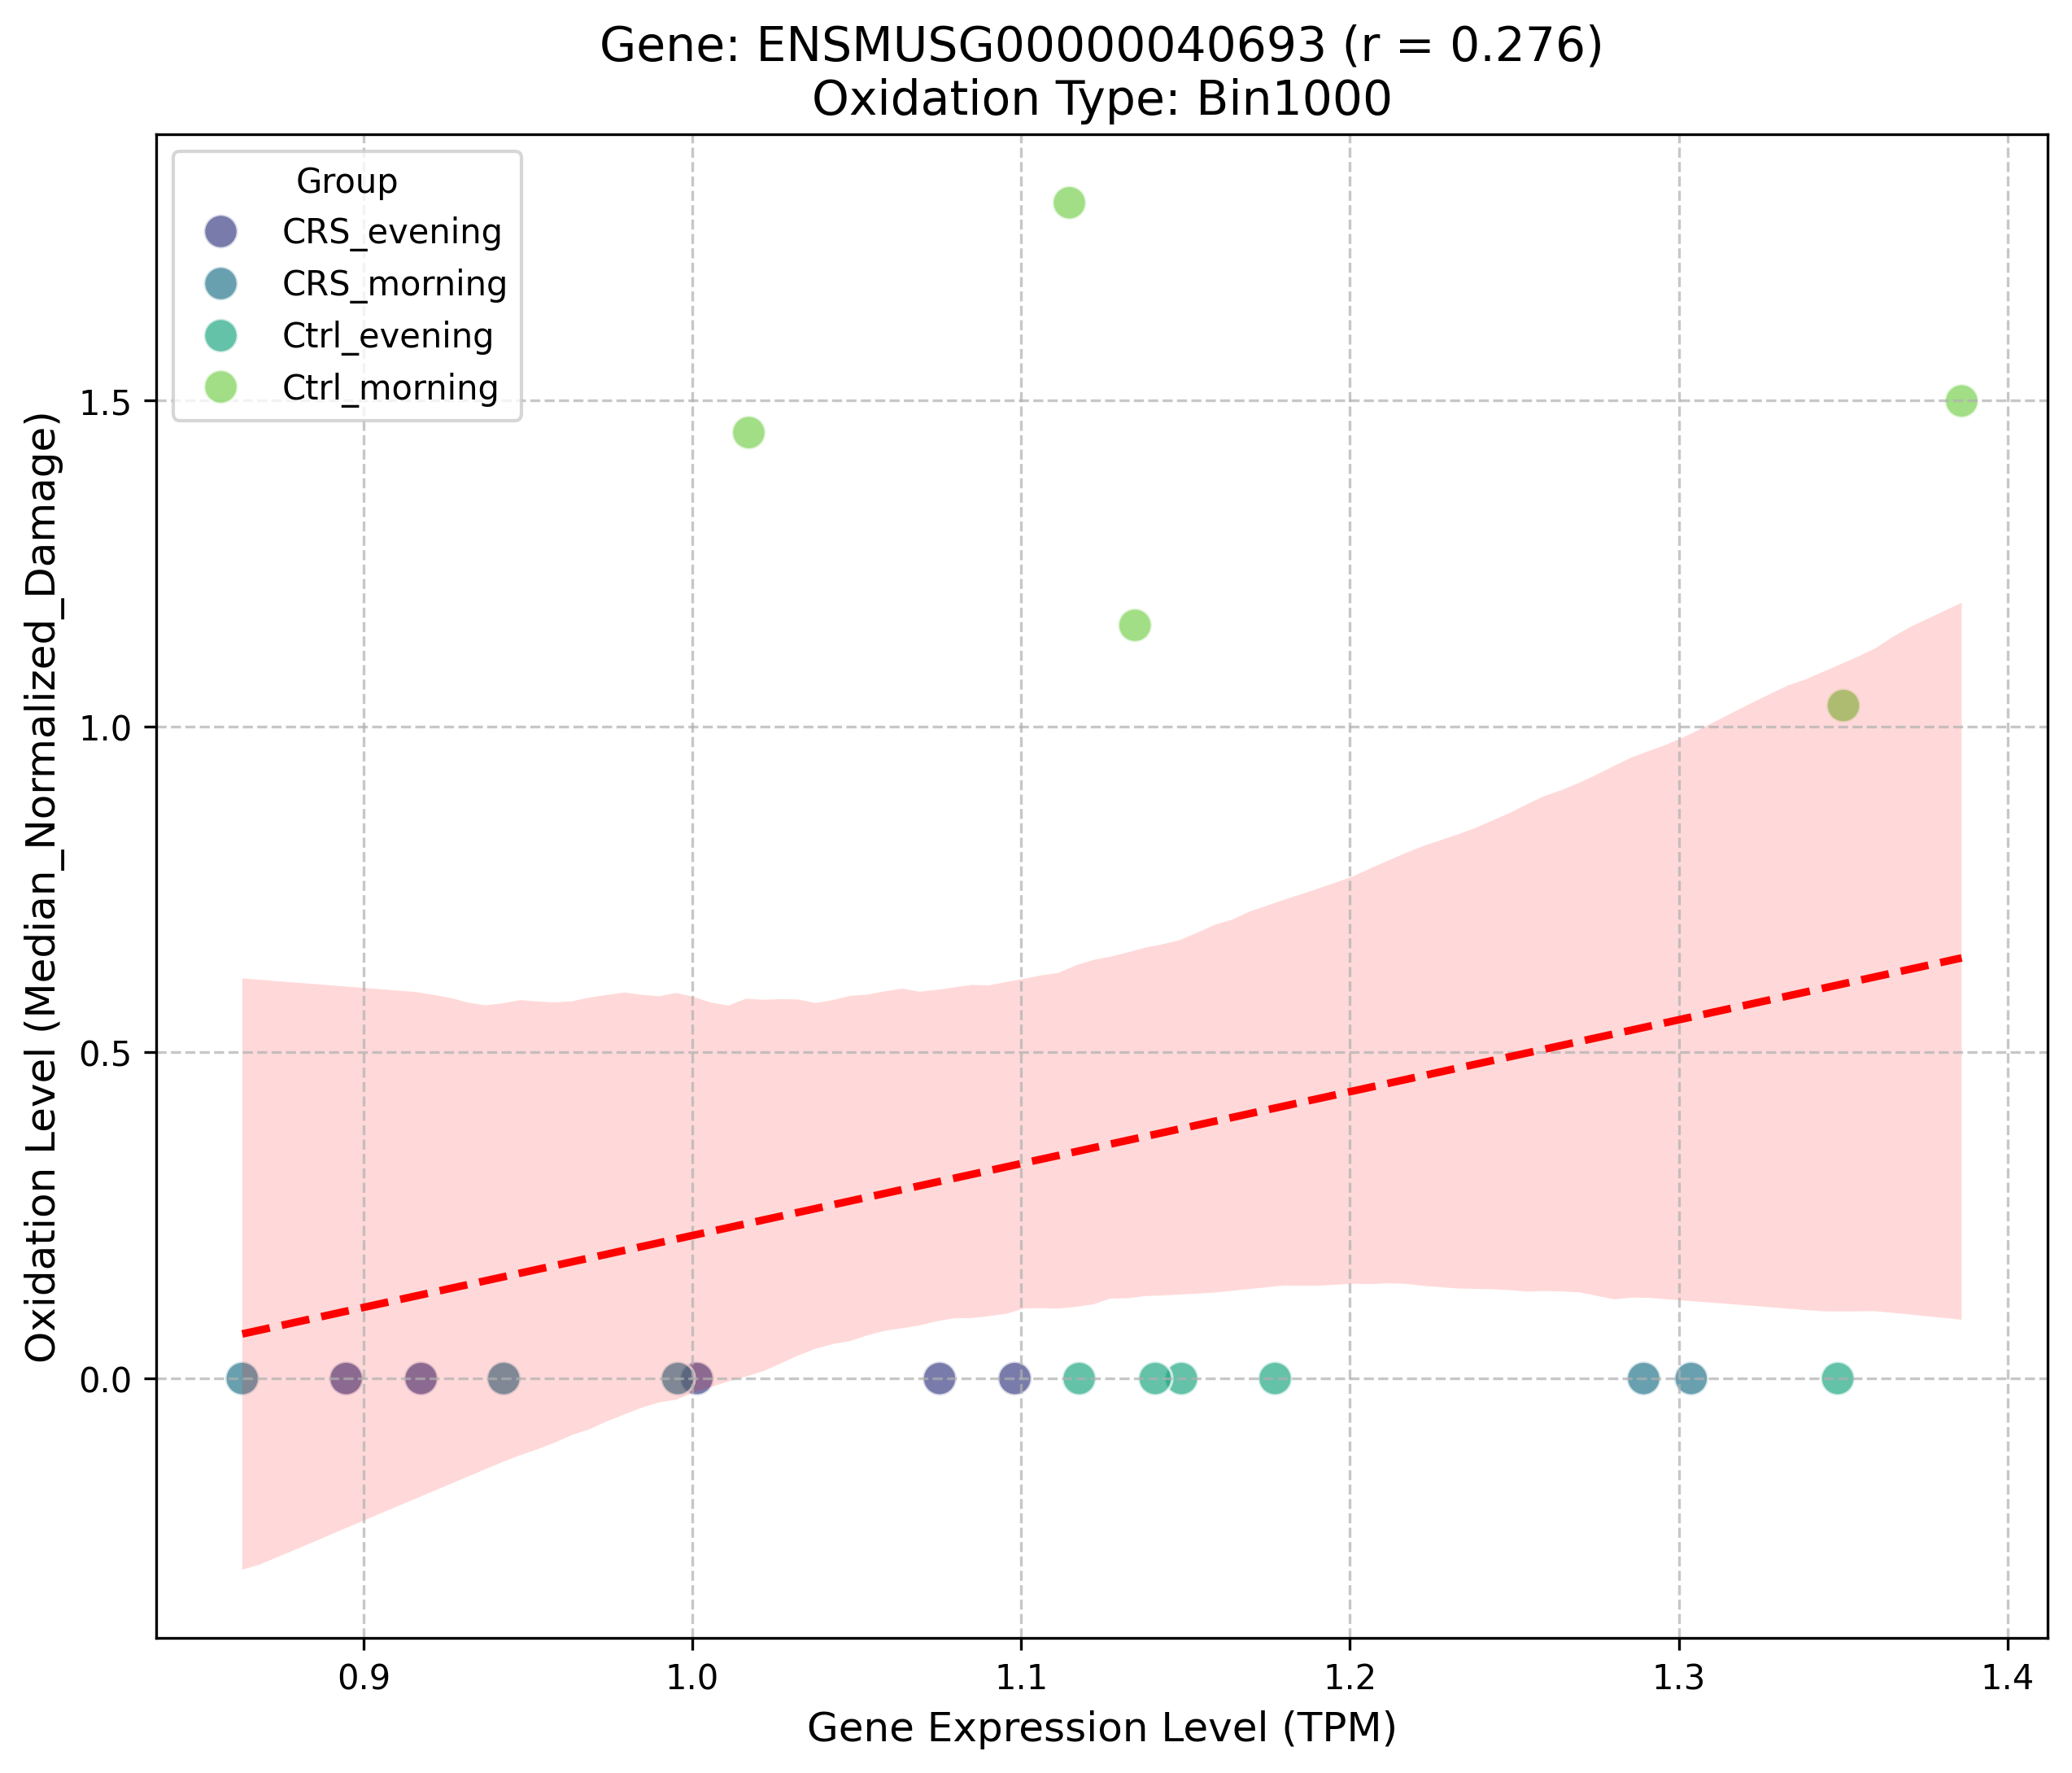 Gene: ENSMUSG00000040693 (r = 0.276)
Oxidation Type: Bin1000
Group
CRS_evening
CRS_morning
Ctrl_evening
Ctrl_morning
Oxidation Level (Median_Normalized_Damage)
1.5
1.0
0.5
0.0
0.9
1.0
1.1
1.2
1.3
1.4
Gene Expression Level (TPM)